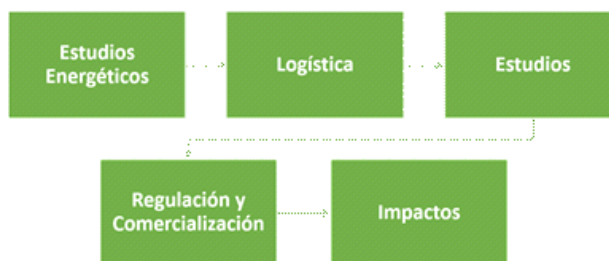 Estudios
Energéticos
Logística
Estudios
Regulación y
Comercialización
Impactos